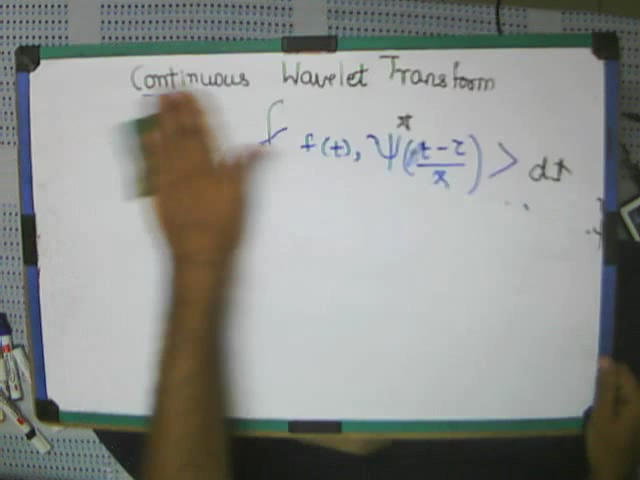 Continuous Wavelet Transform
∫ f(t), ψ*((t-τ)/x) > dt